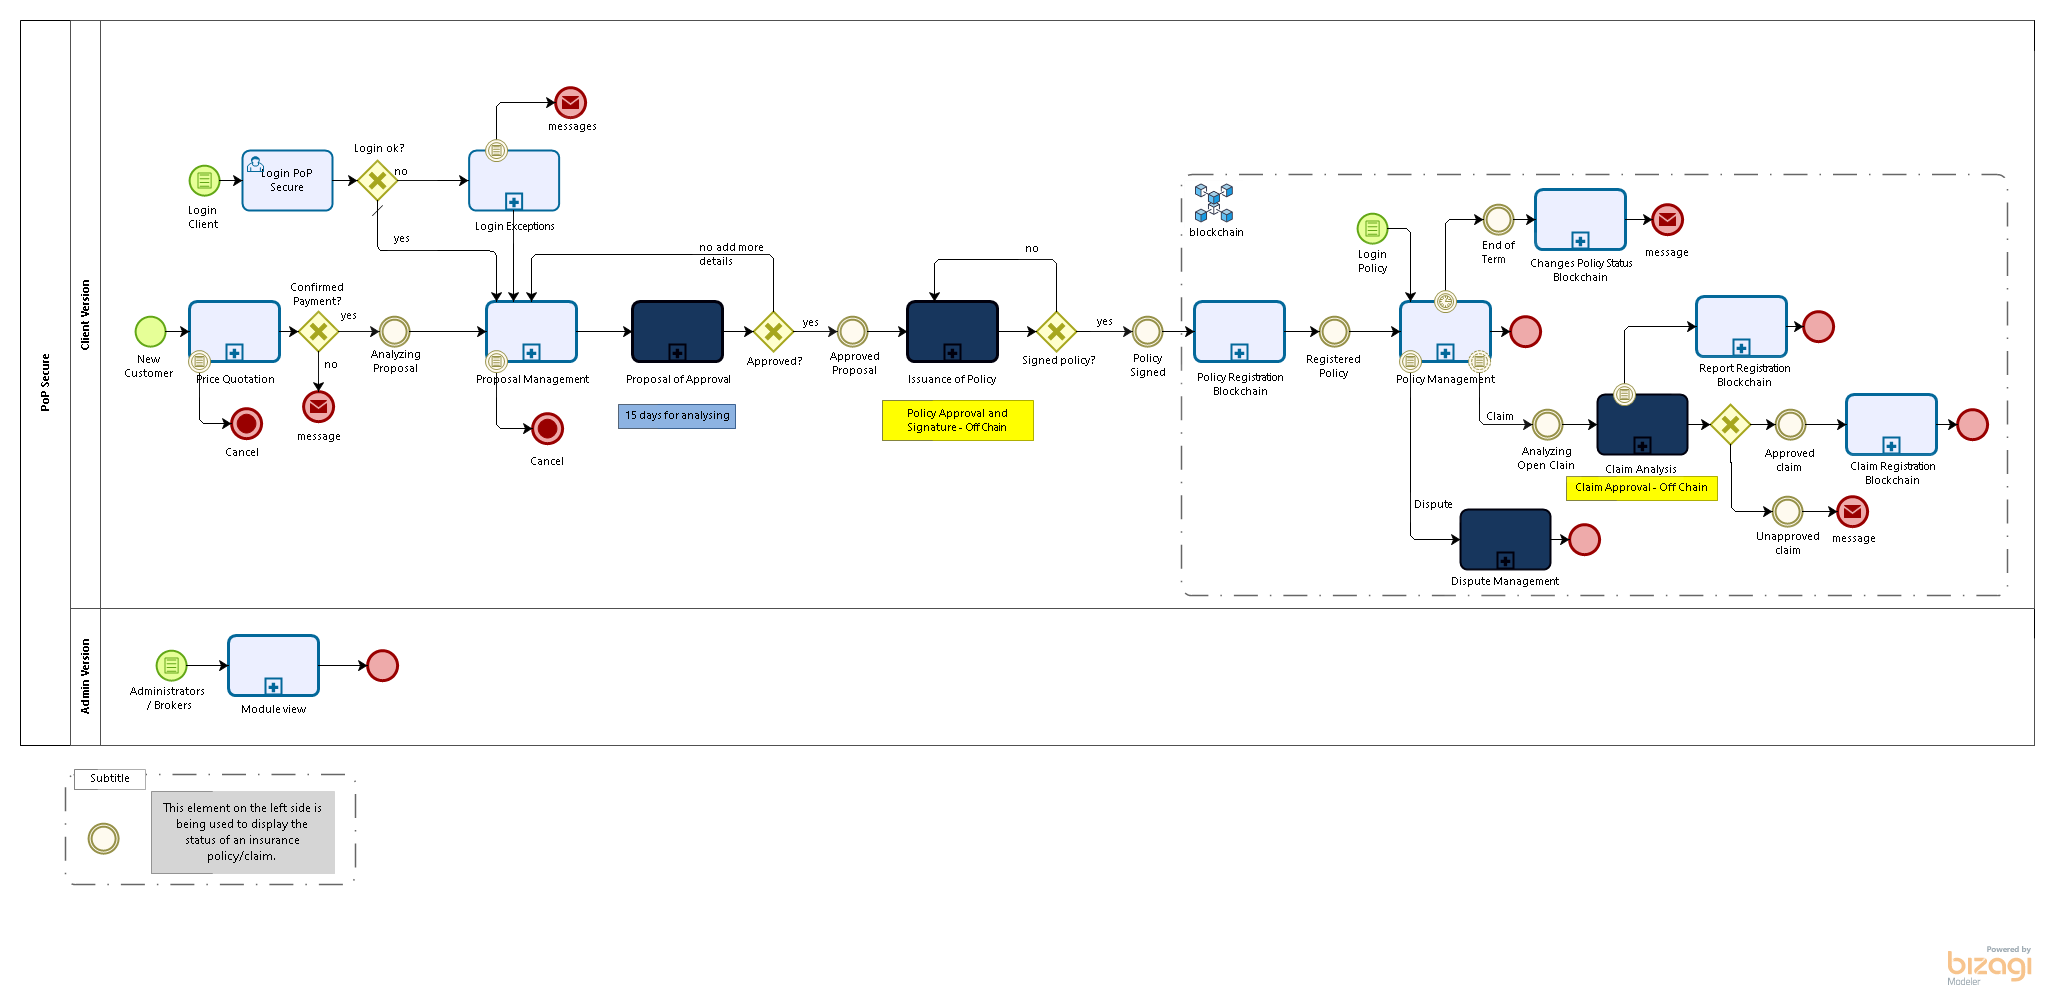 PoP Secure
Client Version
messages
Login ok?
no
Login PoP
Secure
Login
Client
Login Exceptions
yes
no add more
details
Confirmed
Payment?
yes
no
New
Customer
Price Quotation
Cancel
message
Analyzing
Proposal
Proposal Management
Cancel
Proposal of Approval
15 days for analysing
Approved?
yes
Approved
Proposal
Issuance of Policy
Policy Approval and
Signature - Off Chain
no
Signed policy?
yes
Policy
Signed
blockchain
Policy Registration
Blockchain
Registered
Policy
Login
Policy
Policy Management
End of
Term
Changes Policy Status
Blockchain
message
Report Registration
Blockchain
Claim
Analyzing
Open Clain
Claim Analysis
Claim Approval - Off Chain
Approved
claim
Claim Registration
Blockchain
Unapproved
claim
message
Dispute
Dispute Management
Admin Version
Administrators
/ Brokers
Module view
Subtitle
This element on the left side is
being used to display the
status of an insurance
policy/claim.
Powered by
bizagi
Modeler